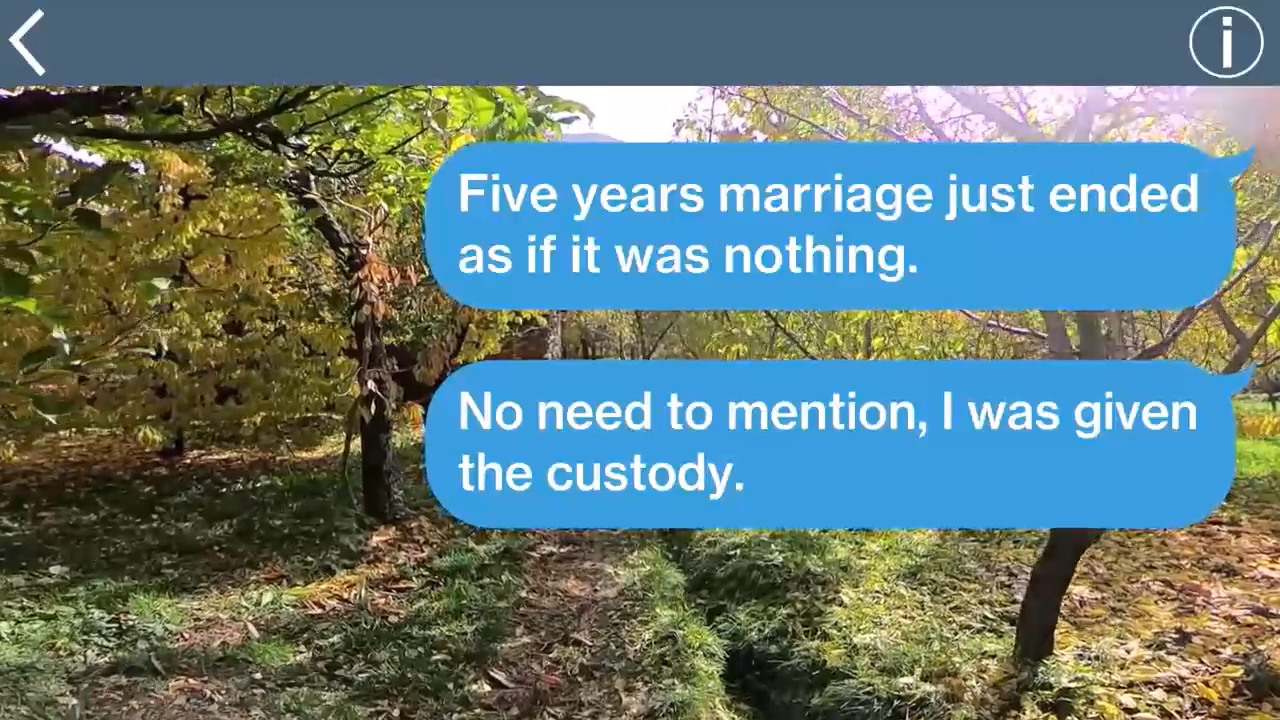 Five years marriage just ended
as if it was nothing.
No need to mention, I was given
the custody.